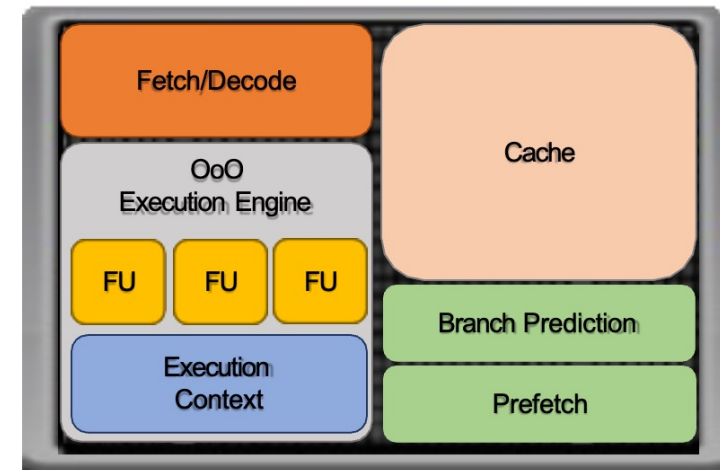 Fetch/Decode
OoO
Execution Engine
FU
FU
FU
Execution
Context
Cache
Branch Prediction
Prefetch